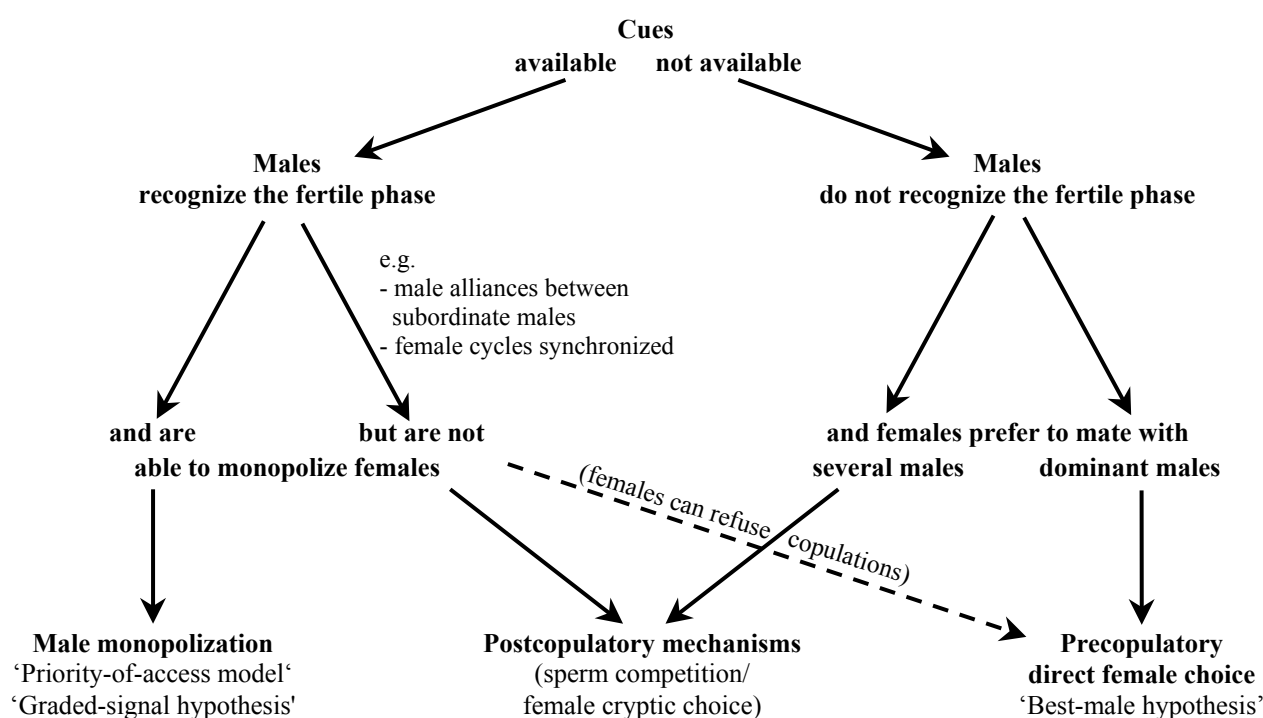 Cues
available not available
Males
recognize the fertile phase
Males
do not recognize the fertile phase
e.g.
- male alliances between
subordinate males
- female cycles synchronized
and are but are not
able to monopolize females
and females prefer to mate with
several males dominant males
(females can refuse copulations)
Male monopolization
‘Priority-of-access model‘
‘Graded-signal hypothesis'
Postcopulatory mechanisms
(sperm competition/
female cryptic choice)
Precopulatory
direct female choice
‘Best-male hypothesis’